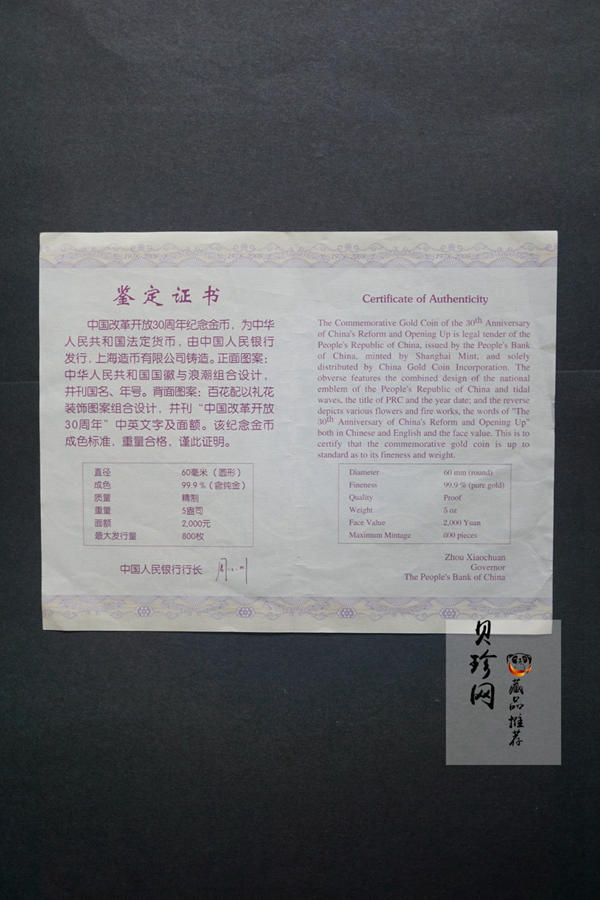 鉴定证书
中国改革开放30周年纪念金币，为中华
人民共和国法定货币，由中国人民银行
发行，上海造币有限公司铸造。正面图案：
中华人民共和国国徽与浪潮组合设计，
并刊国名、年号。背面图案：百花配以礼花
装饰图案组合设计，并刊“中国改革开放
30周年”中英文字及面额。该纪念金币
成色标准，重量合格，谨此证明。
直径 60毫米（圆形）
成色 99.9%（含纯金）
质量 精制
重量 5盎司
面额 2,000元
最大发行量 800枚
中国人民银行行长
Certificate of Authenticity
The Commemorative Gold Coin of the 30th Anniversary
of China's Reform and Opening Up is legal tender of the
People's Republic of China, issued by the People's Bank
of China, minted by Shanghai Mint, and solely
distributed by China Gold Coin Incorporation. The
obverse features the combined design of the national
emblem of the People's Republic of China and tidal
waves, the title of PRC and the year date; and the reverse
depicts various flowers and fire works, the words of "The
30th Anniversary of China's Reform and Opening Up"
both in Chinese and English and the face value. This is to
certify that the commemorative gold coin is up to
standard as to its fineness and weight.
Diameter 60 mm (round)
Fineness 99.9 % (pure gold)
Quality Proof
Weight 5 oz
Face Value 2,000 Yuan
Maximum Mintage 800 pieces
Zhou Xiaochuan
Governor
The People's Bank of China
贝珍网
藏品推荐